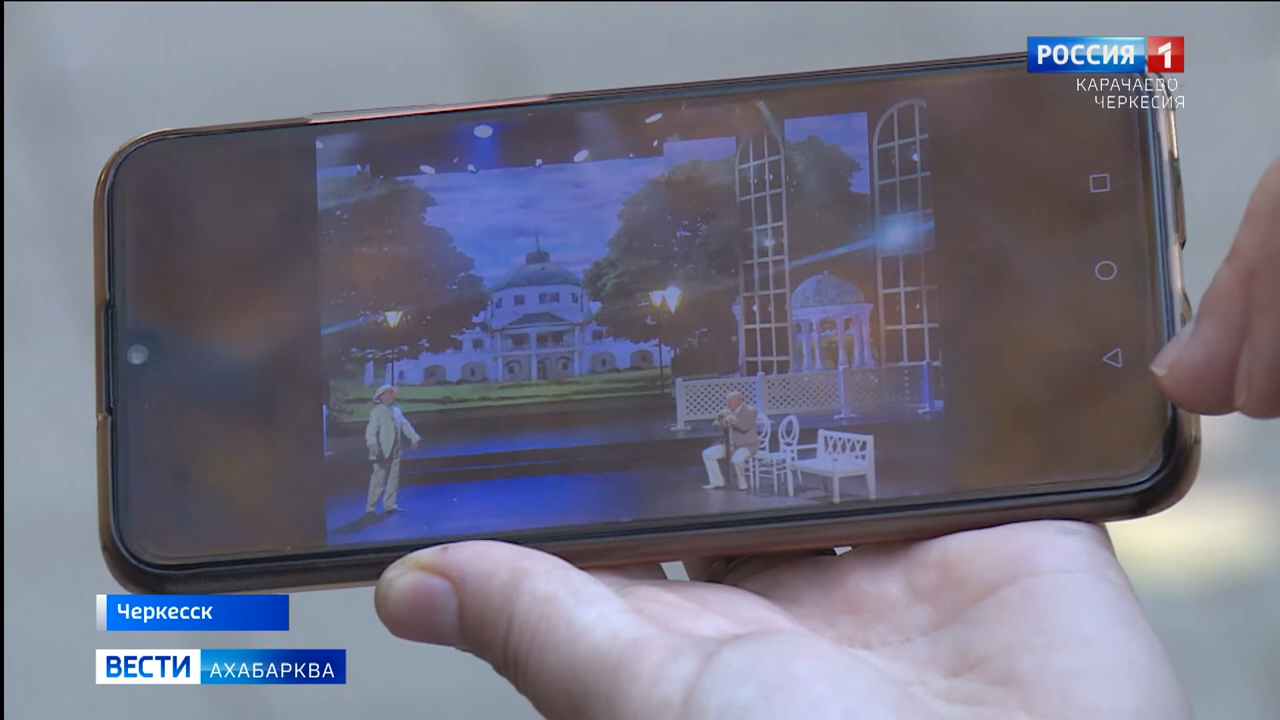 РОССИЯ 1
КАРАЧАЕВО
ЧЕРКЕСИЯ
Черкесск
ВЕСТИ АХАБАРКВА